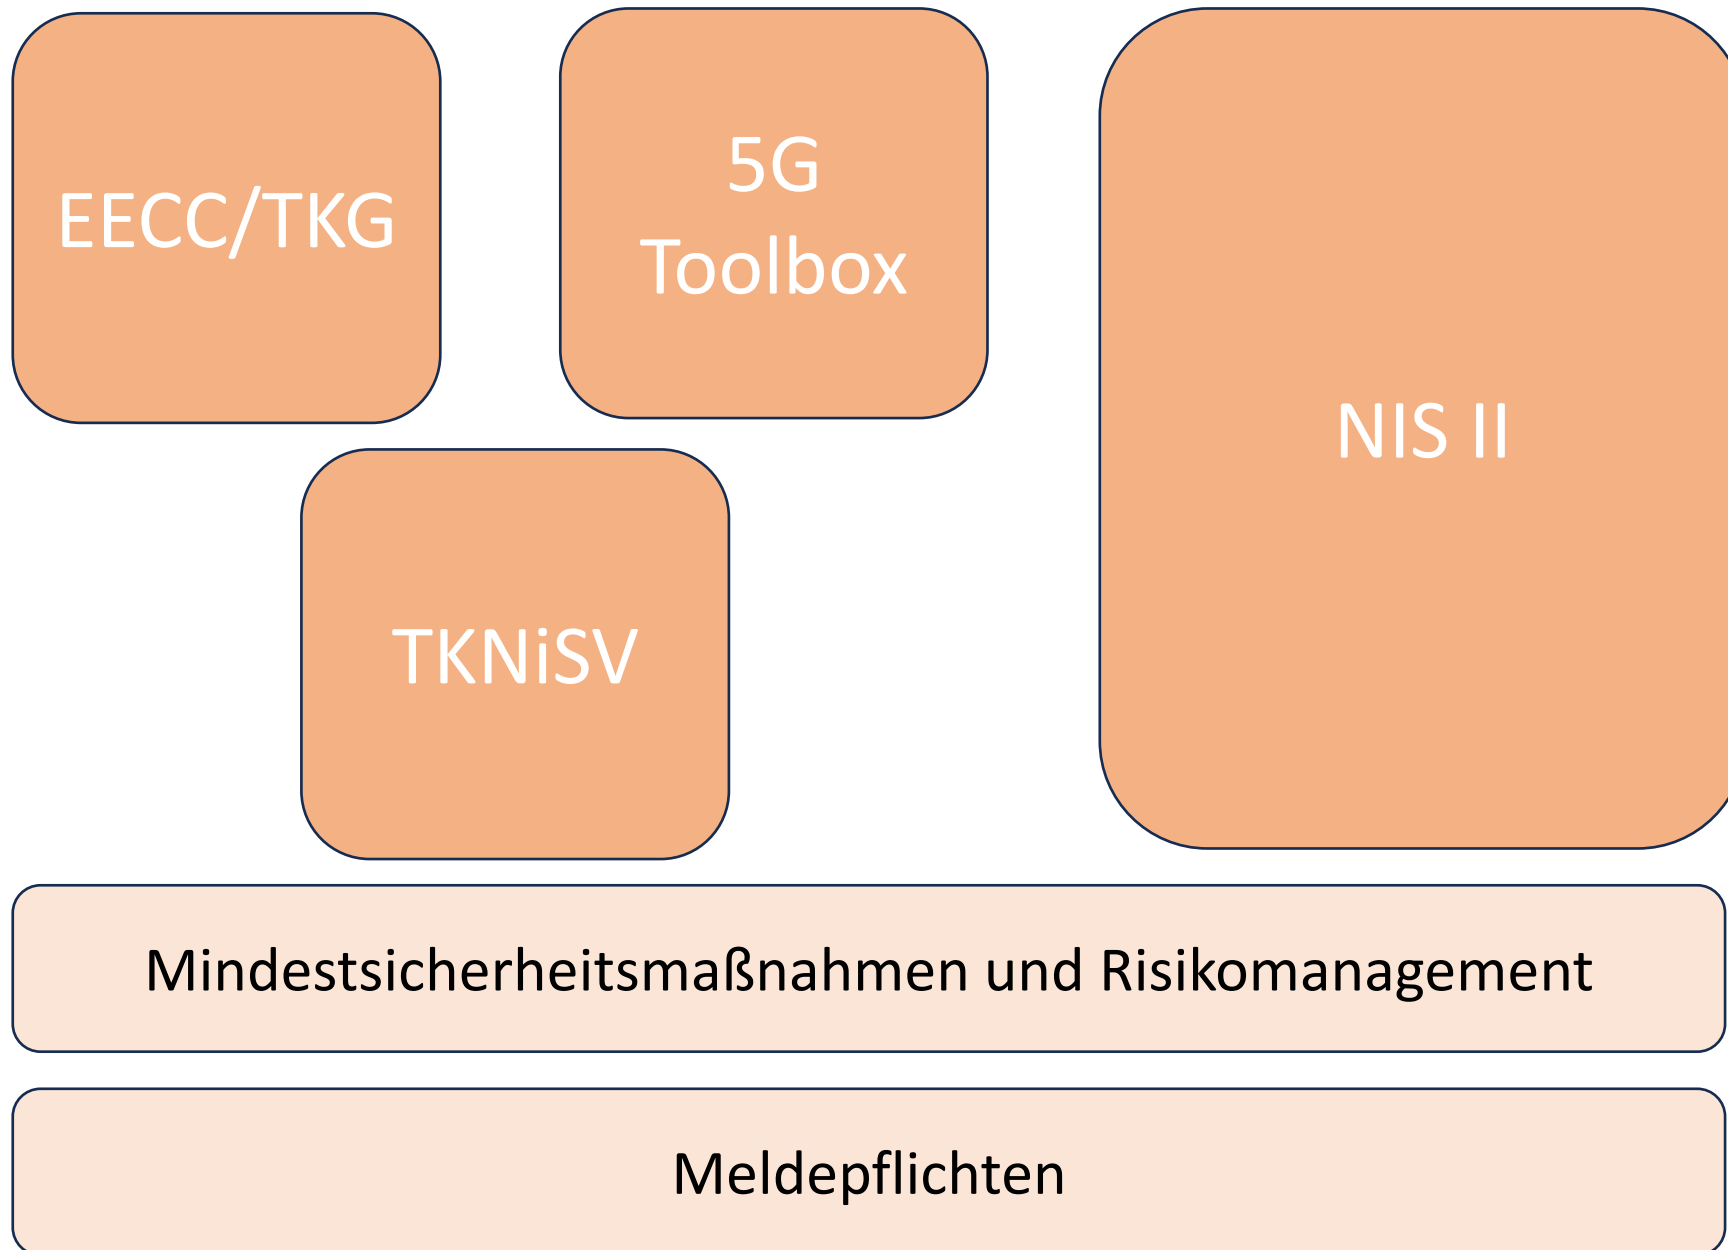 EECC/TKG
5G
Toolbox
NIS II
TKNiSV
Mindestsicherheitsmaßnahmen und Risikomanagement
Meldepflichten